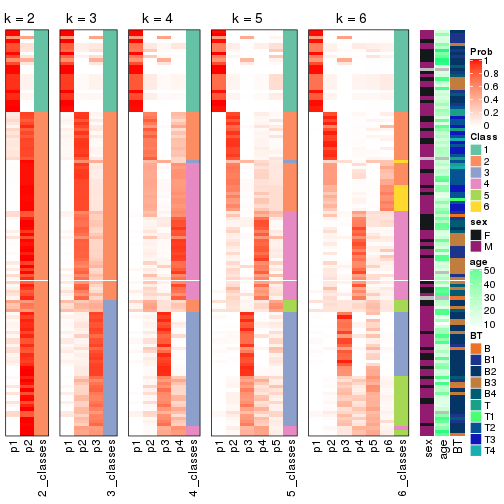 k = 2
k = 3
k = 4
k = 5
k = 6
p1
p2
2_classes
p1
p2
p3
3_classes
p1
p2
p3
p4
4_classes
p1
p2
p3
p4
p5
5_classes
p1
p2
p3
p4
p5
p6
6_classes
sex
age
BT
Prob
1
0.8
0.6
0.4
0.2
0
Class
1
2
3
4
5
6
sex
F
M
age
50
40
30
20
10
BT
B
B1
B2
B3
B4
T
T1
T2
T3
T4